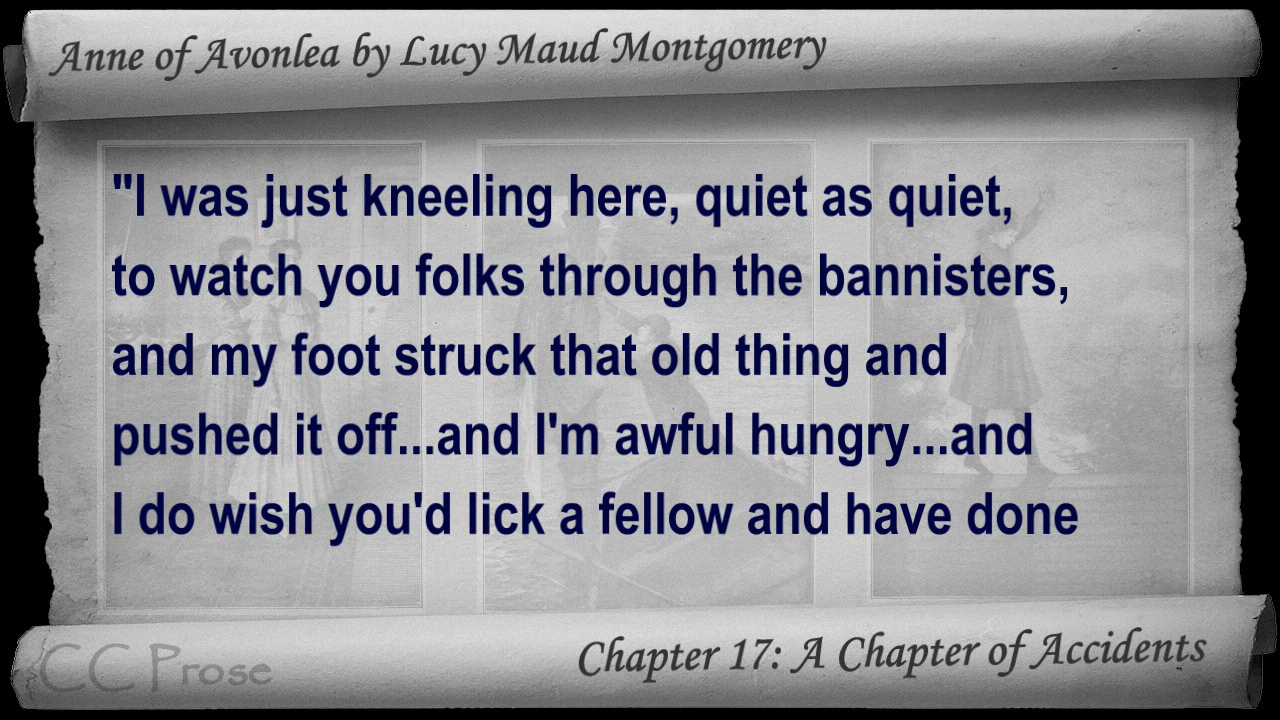 Anne of Avonlea by Lucy Maud Montgomery
"I was just kneeling here, quiet as quiet,
to watch you folks through the bannisters,
and my foot struck that old thing and
pushed it off...and I'm awful hungry...and
I do wish you'd lick a fellow and have done
CC Prose
Chapter 17: A Chapter of Accidents